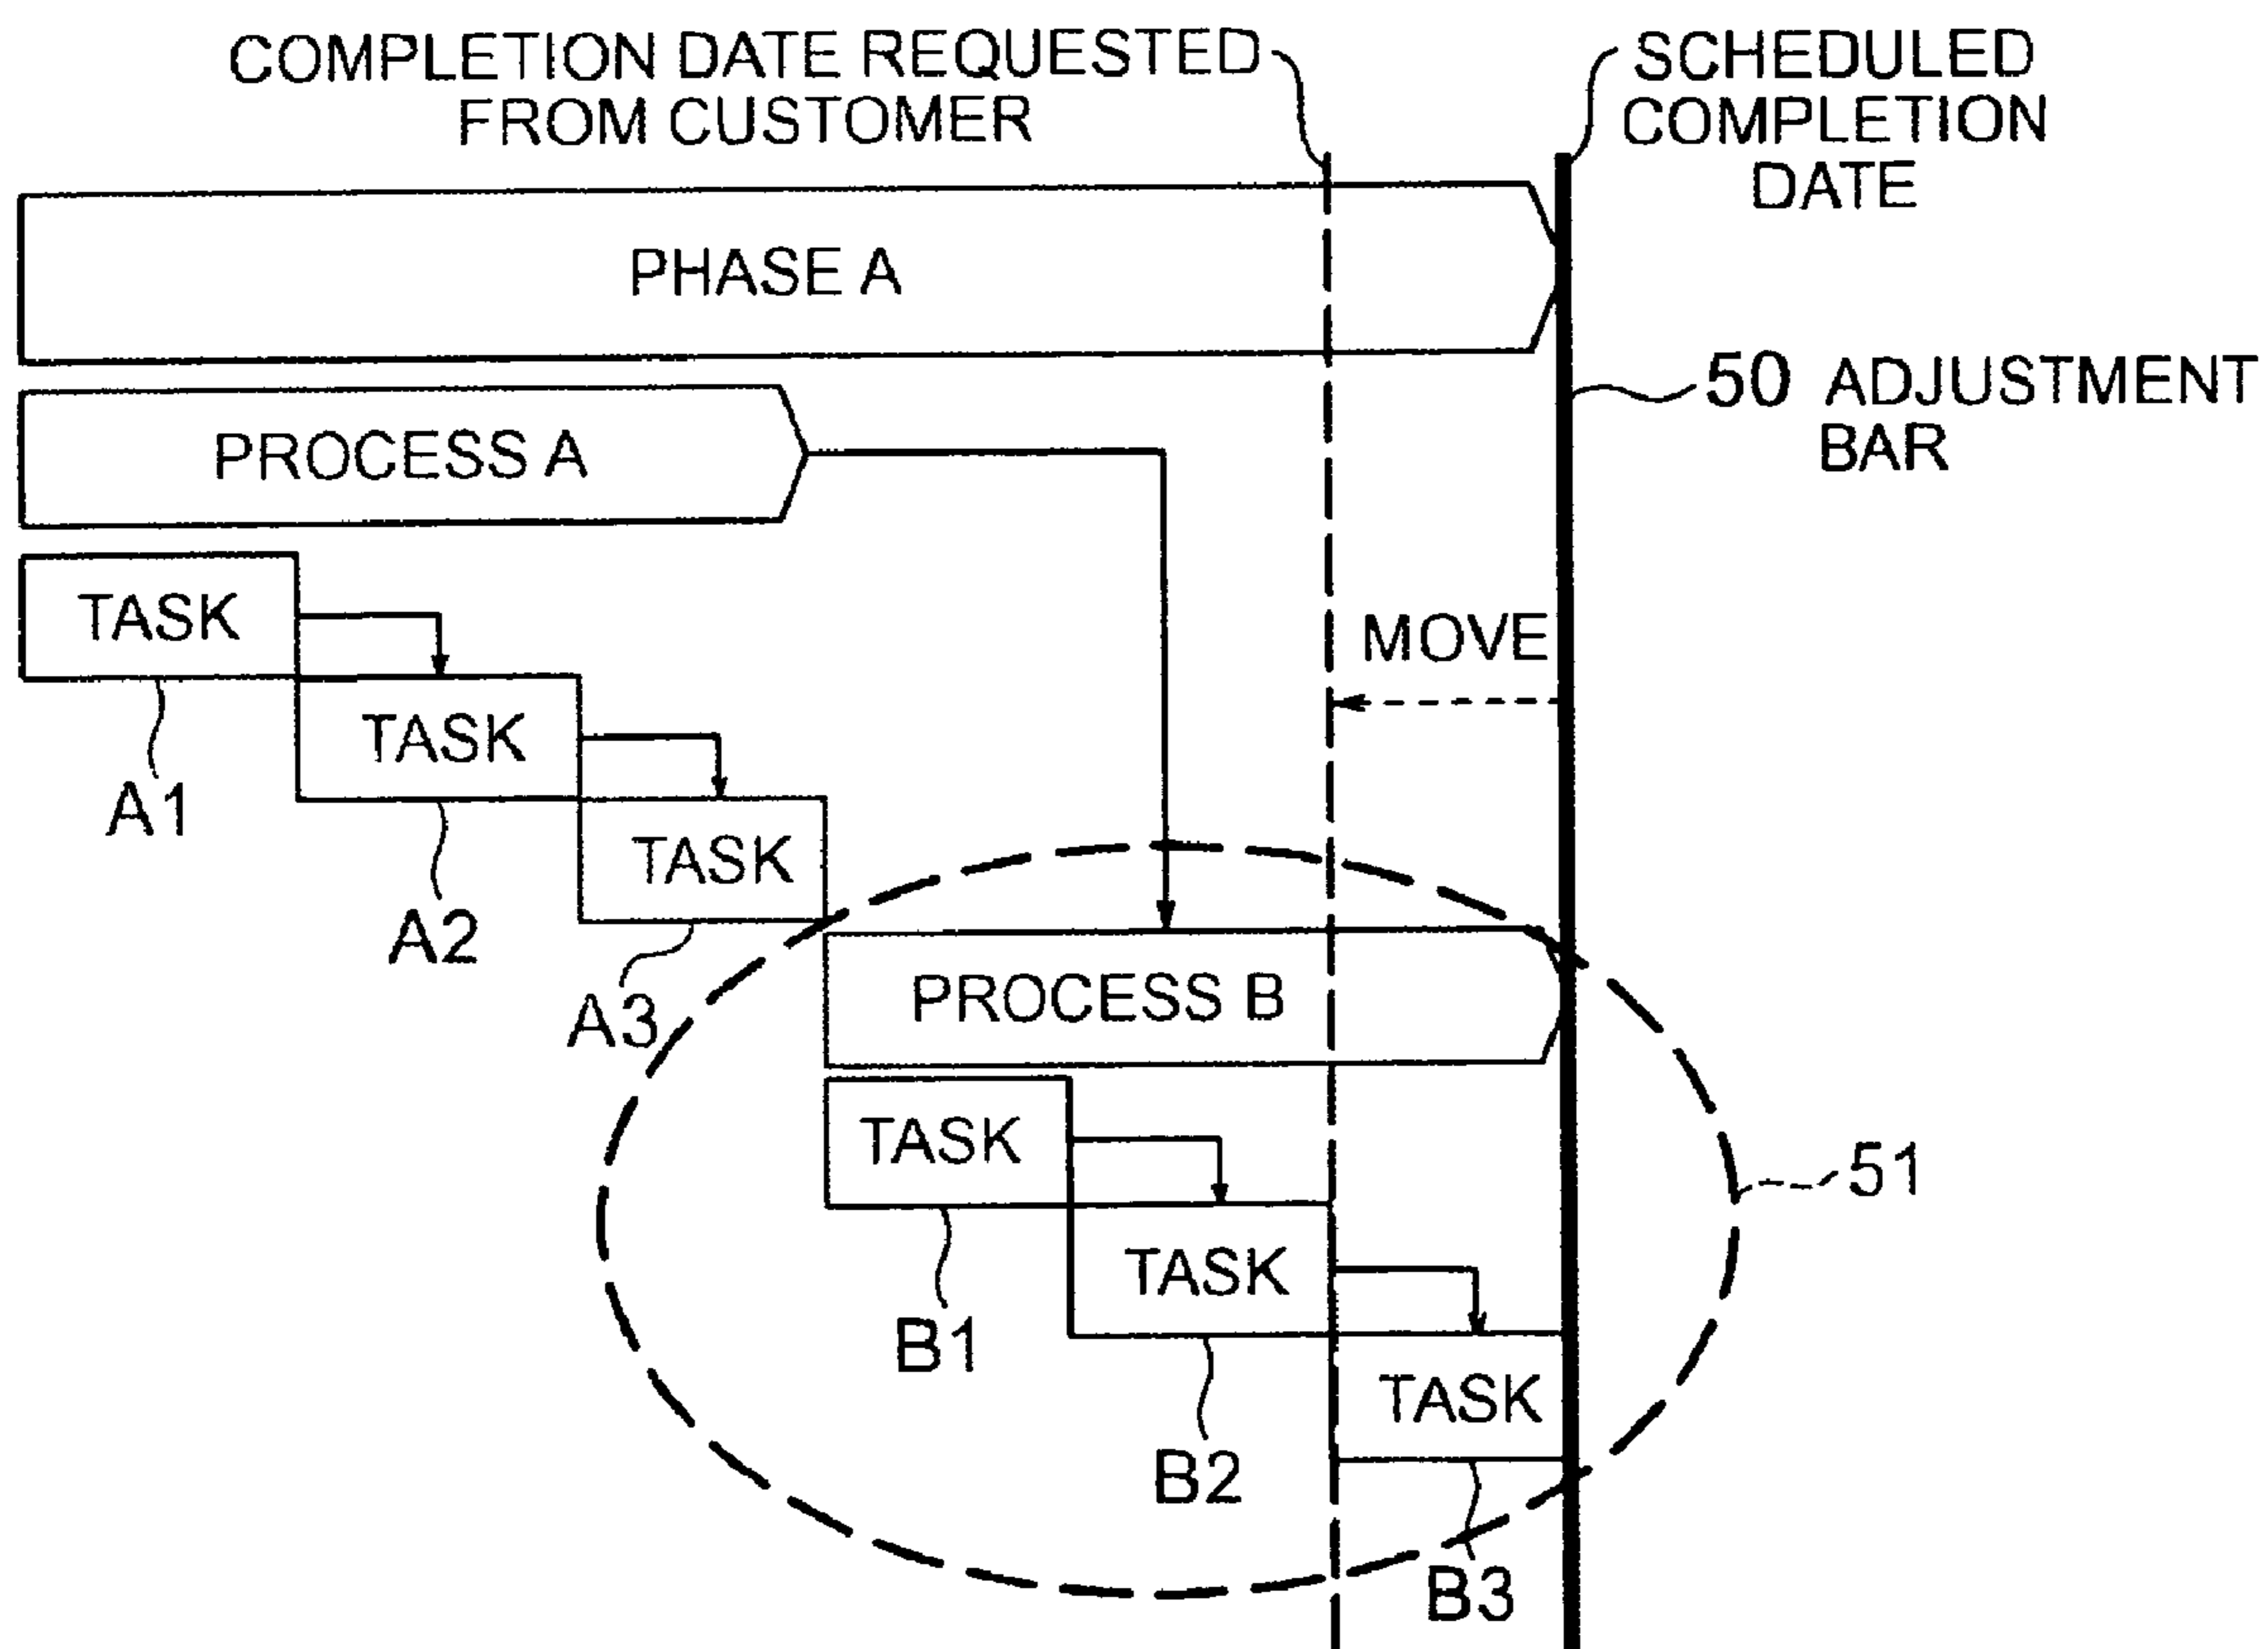 COMPLETION DATE REQUESTED
FROM CUSTOMER
SCHEDULED
COMPLETION
DATE
PHASE A
50 ADJUSTMENT
BAR
PROCESS A
TASK
MOVE
TASK
A1
TASK
A2
PROCESS B
A3
TASK
51
TASK
B1
TASK
B2
B3